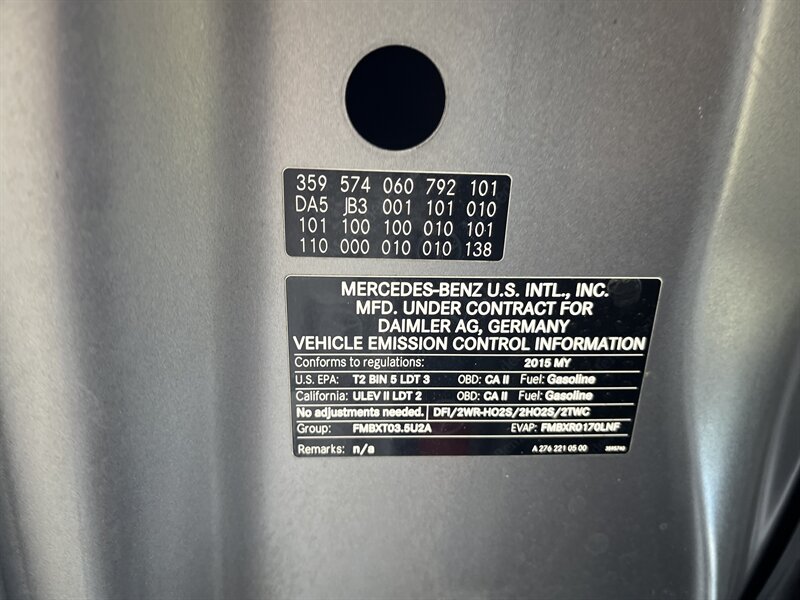 359 574 060 792 101
DA5 JB3 001 101 010
101 100 100 010 101
110 000 010 010 138
MERCEDES-BENZ U.S. INTL., INC.
MFD. UNDER CONTRACT FOR
DAIMLER AG, GERMANY
VEHICLE EMISSION CONTROL INFORMATION
Conforms to regulations: 2015 MY
U.S. EPA: T2 BIN 5 LDT 3 OBD: CA II Fuel: Gasoline
California: ULEV II LDT 2 OBD: CA II Fuel: Gasoline
No adjustments needed. DFI/2WR-HO2S/2HO2S/2TWC
Group: FMBXT03.5U2A EVAP: FMBXR0170LNF
Remarks: n/a A 276 221 05 00